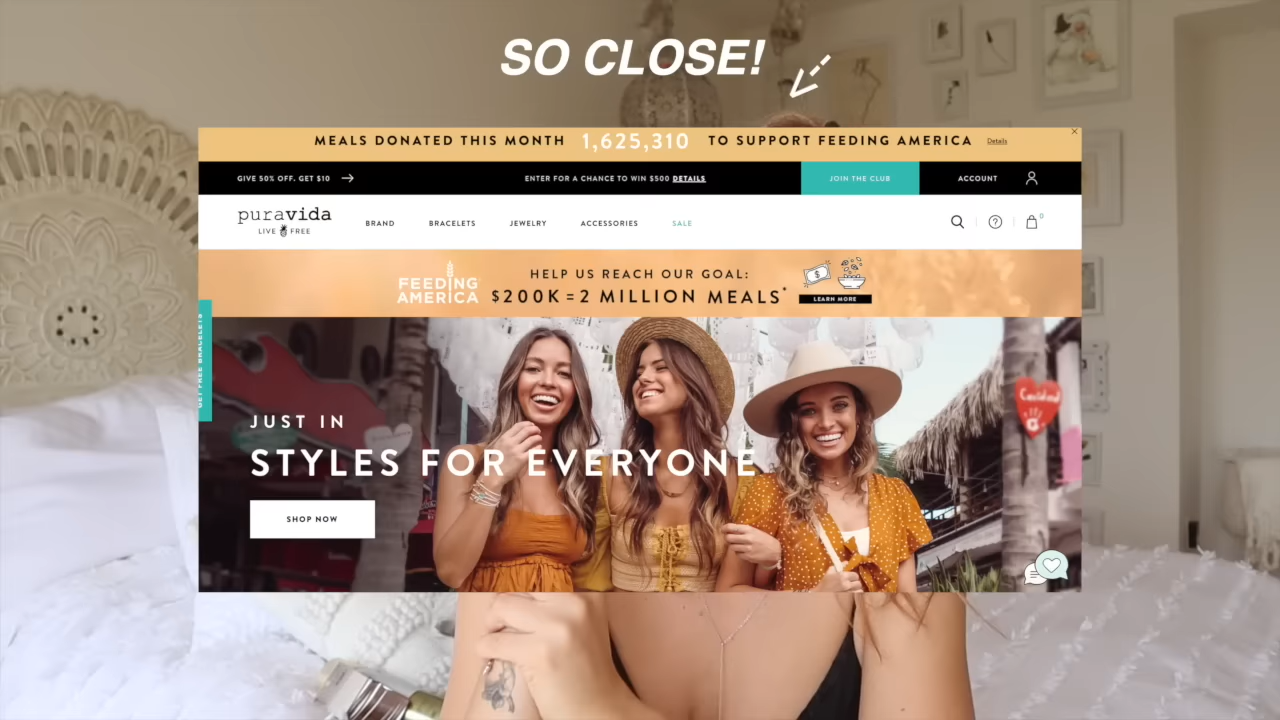 SO CLOSE!
MEALS DONATED THIS MONTH 1,625,310 TO SUPPORT FEEDING AMERICA Details
GIVE 50% OFF. GET $10 ENTER FOR A CHANCE TO WIN $500 DETAILS JOIN THE CLUB ACCOUNT
puravida
LIVE FREE
BRAND BRACELETS JEWELRY ACCESSORIES SALE 0
FEEDING
AMERICA
HELP US REACH OUR GOAL:
$200K = 2 MILLION MEALS*
LEARN MORE
GET FREE BRACELETS
JUST IN
STYLES FOR EVERYONE
SHOP NOW
Caridad